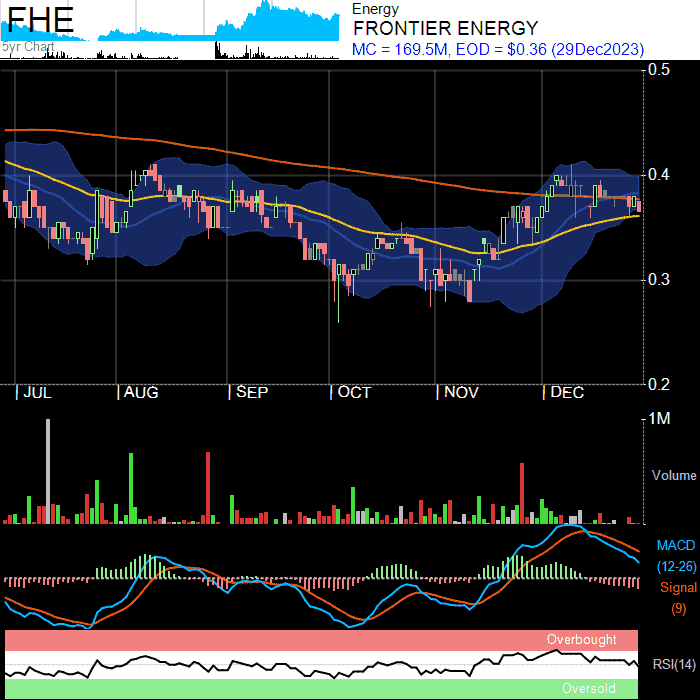 FHE
5yr Chart
Energy
FRONTIER ENERGY
MC = 169.5M, EOD = $0.36 (29Dec2023)
0.5
0.4
0.3
0.2
JUL AUG SEP OCT NOV DEC
1M
Volume
MACD
(12-26)
Signal
(9)
Overbought
RSI(14)
Oversold